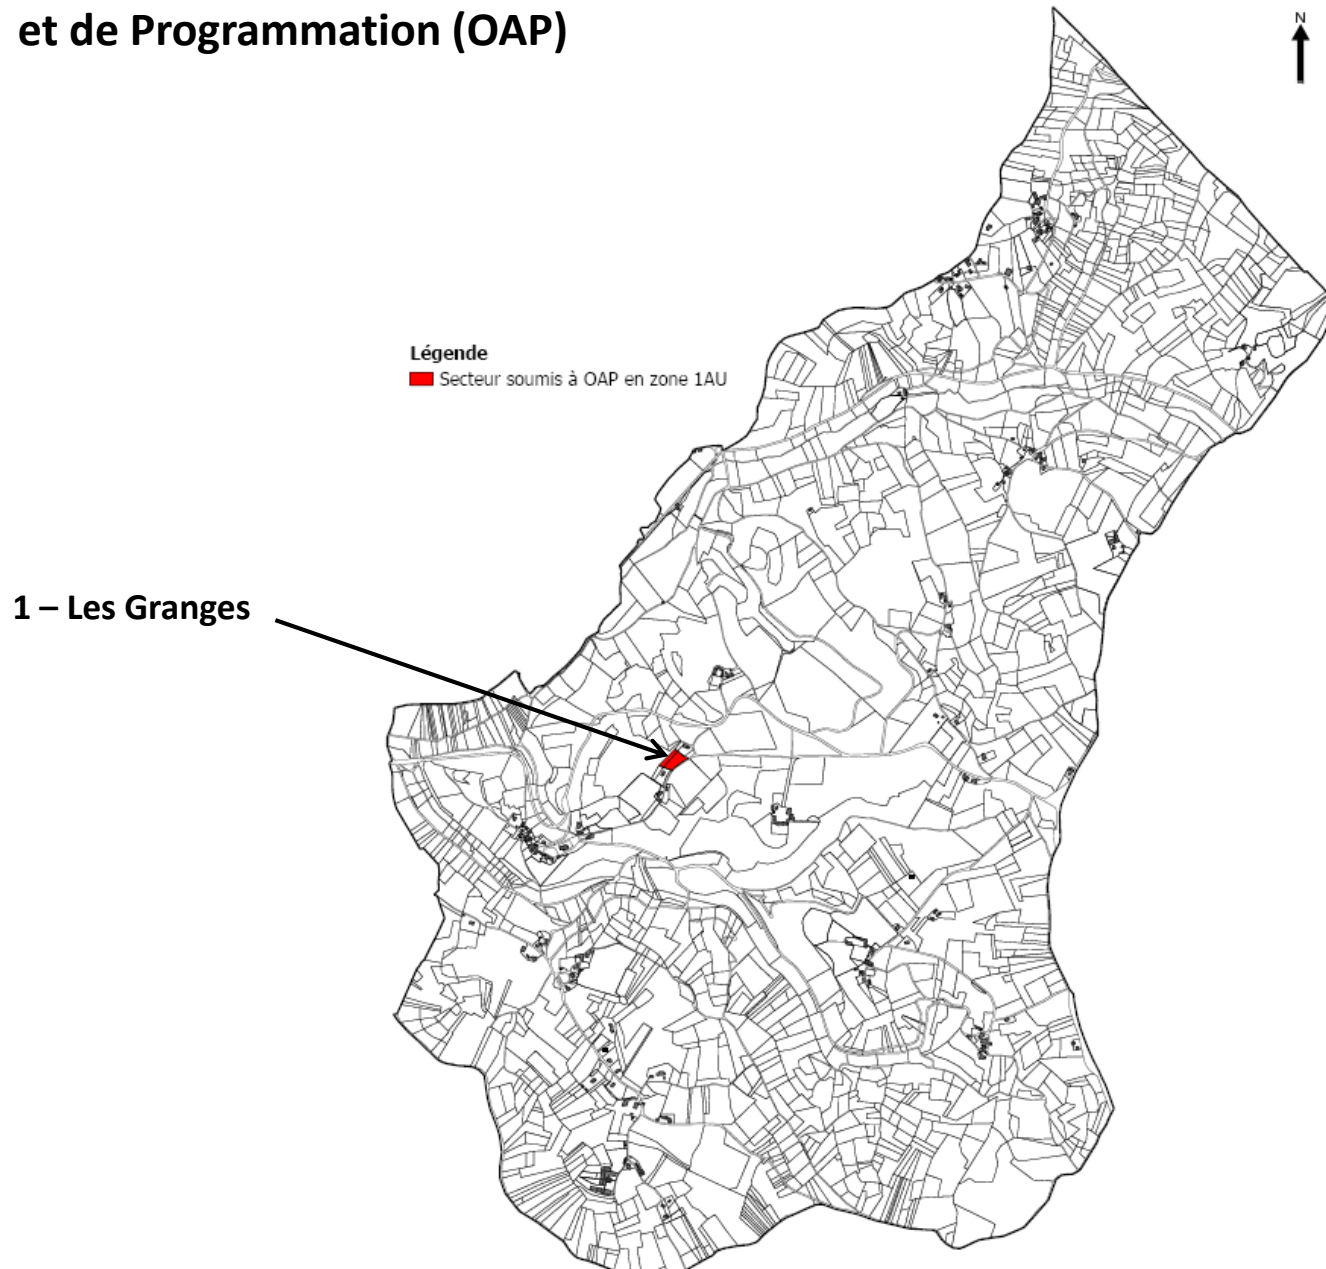 et de Programmation (OAP)
N
Légende
Secteur soumis à OAP en zone 1AU
1 – Les Granges